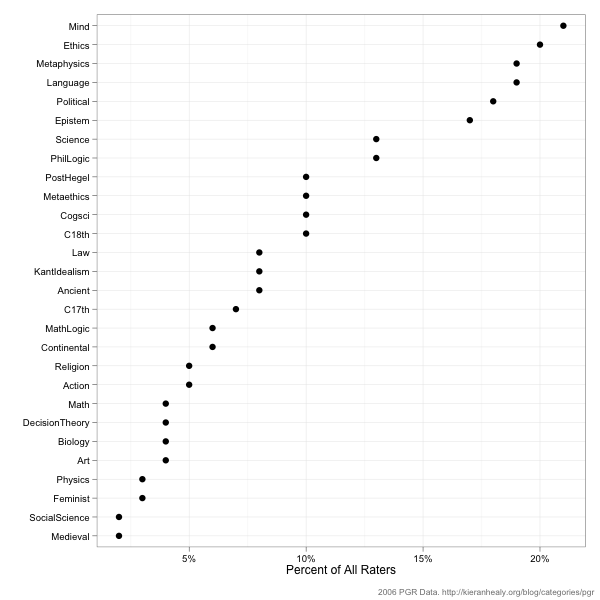 Mind
Ethics
Metaphysics
Language
Political
Epistem
Science
PhilLogic
PostHegel
Metaethics
Cogsci
C18th
Law
KantIdealism
Ancient
C17th
MathLogic
Continental
Religion
Action
Math
DecisionTheory
Biology
Art
Physics
Feminist
SocialScience
Medieval
5% 10% 15% 20%
Percent of All Raters
2006 PGR Data. http://kieranhealy.org/blog/categories/pgr